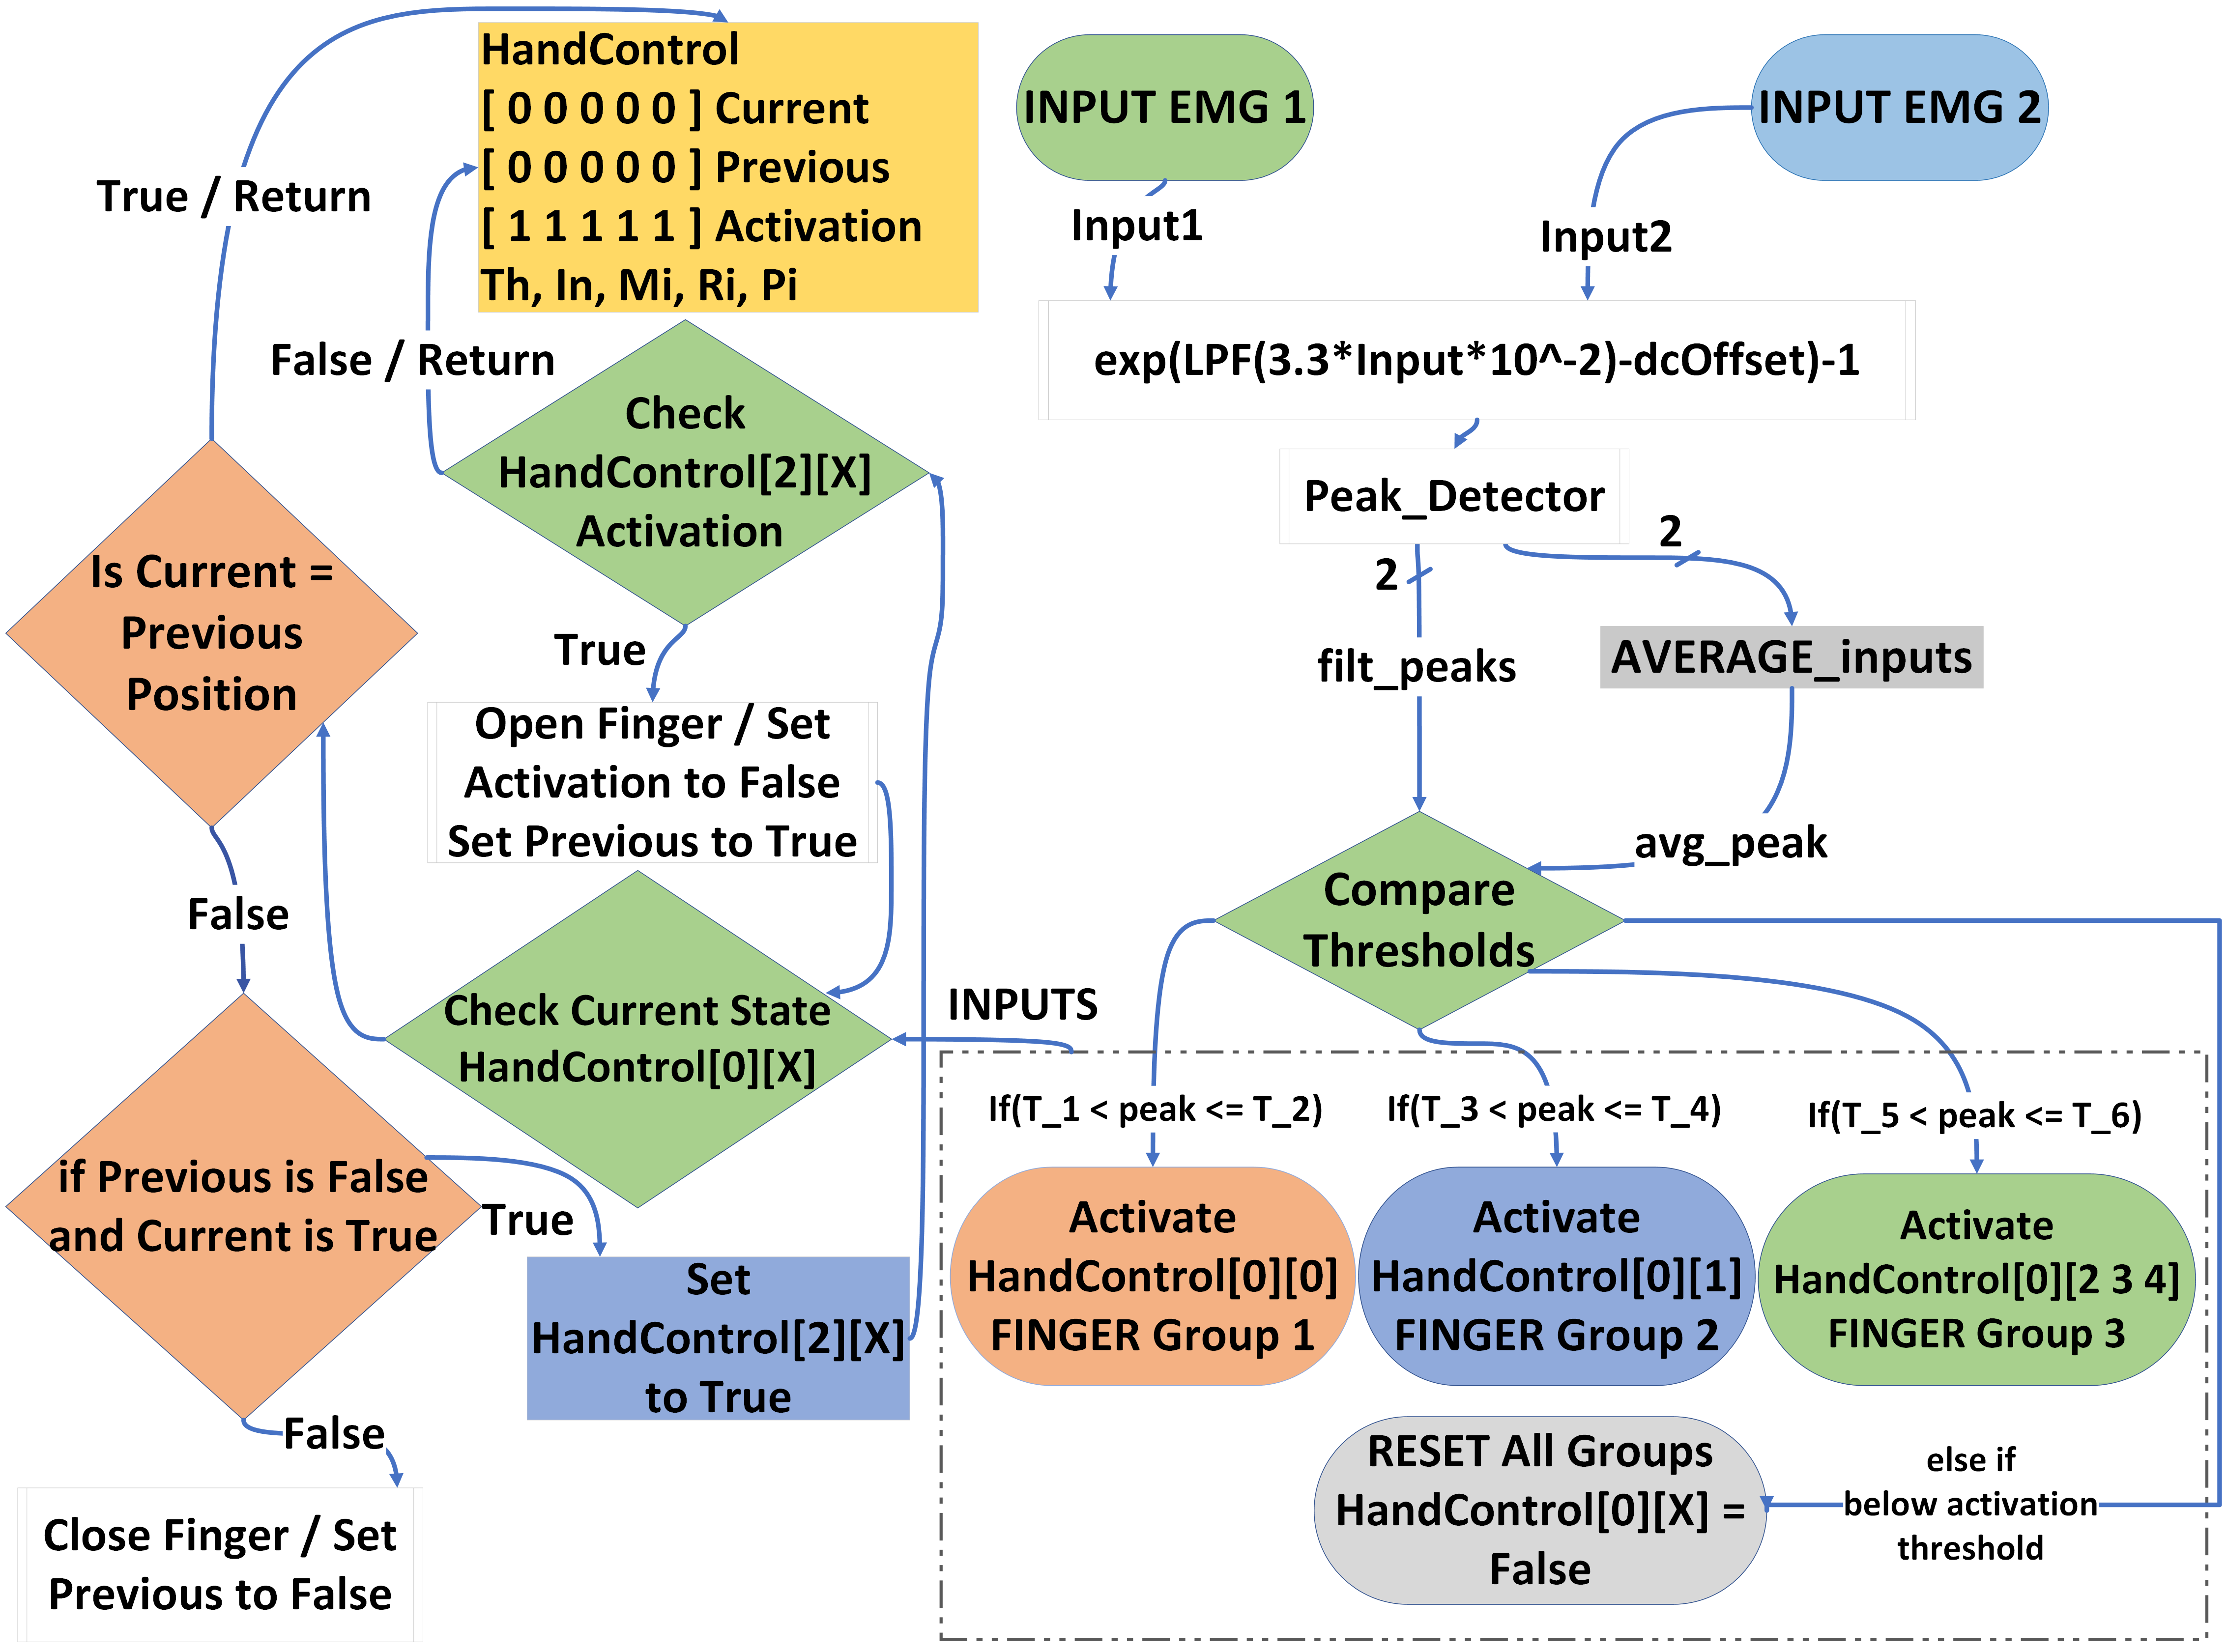 HandControl
[ 0 0 0 0 0 ] Current
[ 0 0 0 0 0 ] Previous
[ 1 1 1 1 1 ] Activation
Th, In, Mi, Ri, Pi
True / Return
False / Return
Check
HandControl[2][X]
Activation
Is Current =
Previous
Position
True
Open Finger / Set
Activation to False
Set Previous to True
False
Check Current State
HandControl[0][X]
if Previous is False
and Current is True
True
Set
HandControl[2][X]
to True
False
Close Finger / Set
Previous to False
INPUT EMG 1
INPUT EMG 2
Input1
Input2
exp(LPF(3.3*Input*10^-2)-dcOffset)-1
Peak_Detector
2
2
filt_peaks
AVERAGE_inputs
avg_peak
Compare
Thresholds
INPUTS
If(T_1 < peak <= T_2)
If(T_3 < peak <= T_4)
If(T_5 < peak <= T_6)
Activate
HandControl[0][0]
FINGER Group 1
Activate
HandControl[0][1]
FINGER Group 2
Activate
HandControl[0][2 3 4]
FINGER Group 3
RESET All Groups
HandControl[0][X] =
False
else if
below activation
threshold